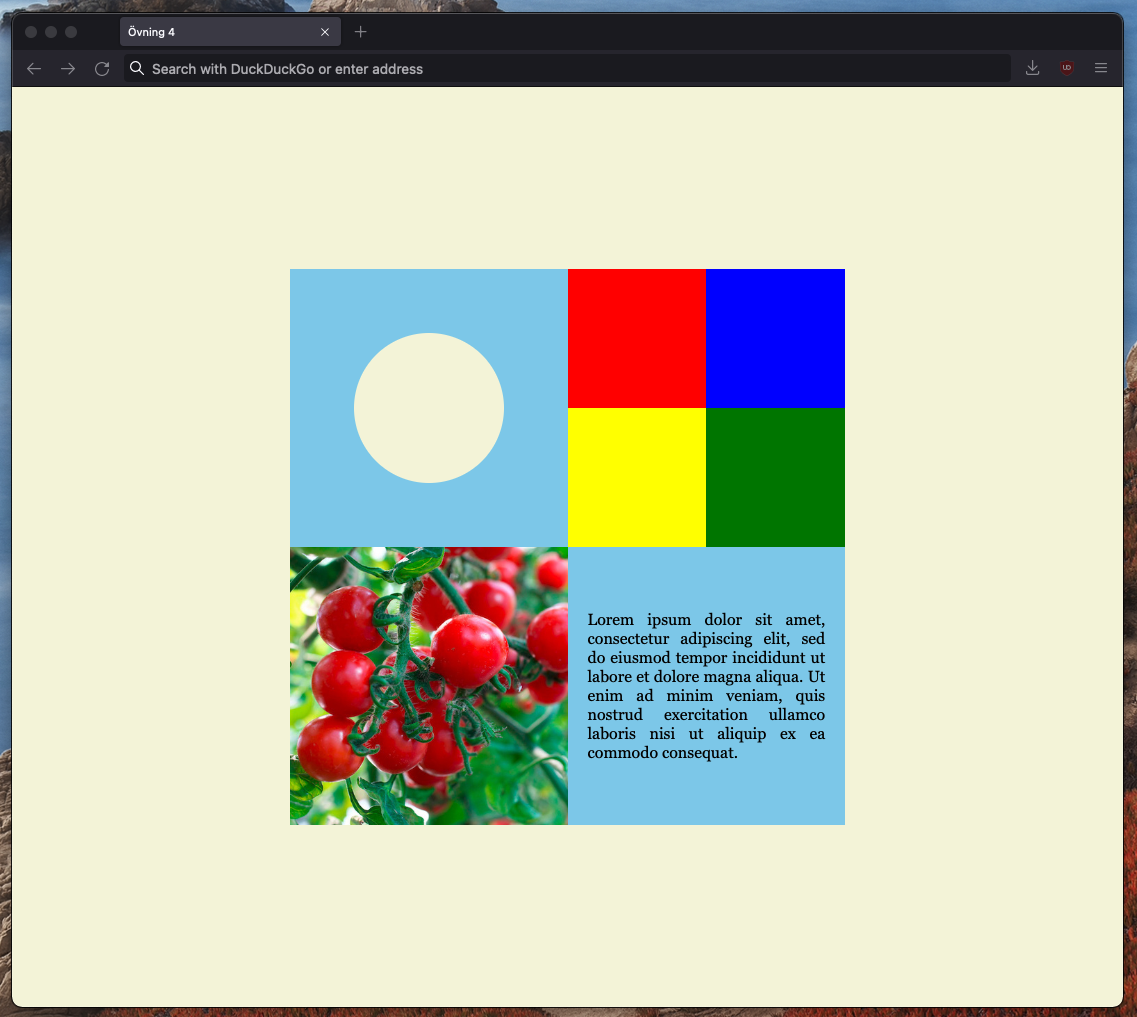 Övning 4
Search with DuckDuckGo or enter address
Lorem ipsum dolor sit amet,
consectetur adipiscing elit, sed
do eiusmod tempor incididunt ut
labore et dolore magna aliqua. Ut
enim ad minim veniam, quis
nostrud exercitation ullamco
laboris nisi ut aliquip ex ea
commodo consequat.